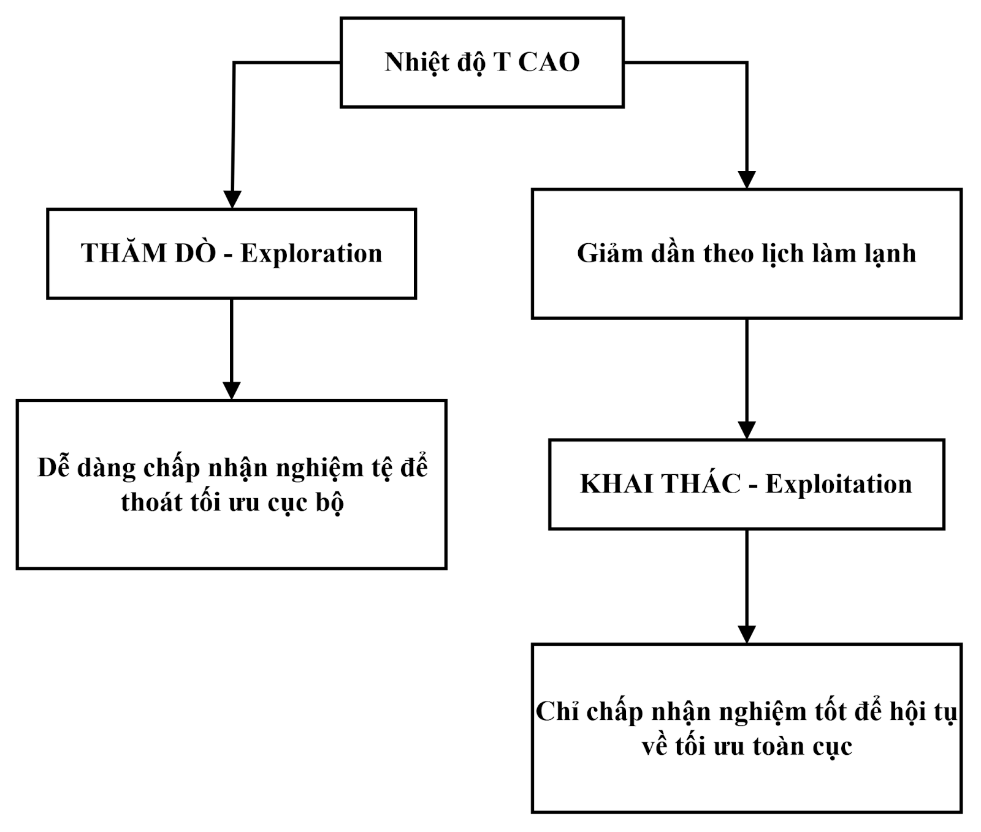 Nhiệt độ T CAO
THĂM DÒ - Exploration
Giảm dần theo lịch làm lạnh
Dễ dàng chấp nhận nghiệm tệ để
thoát tối ưu cục bộ
KHAI THÁC - Exploitation
Chỉ chấp nhận nghiệm tốt để hội tụ
về tối ưu toàn cục